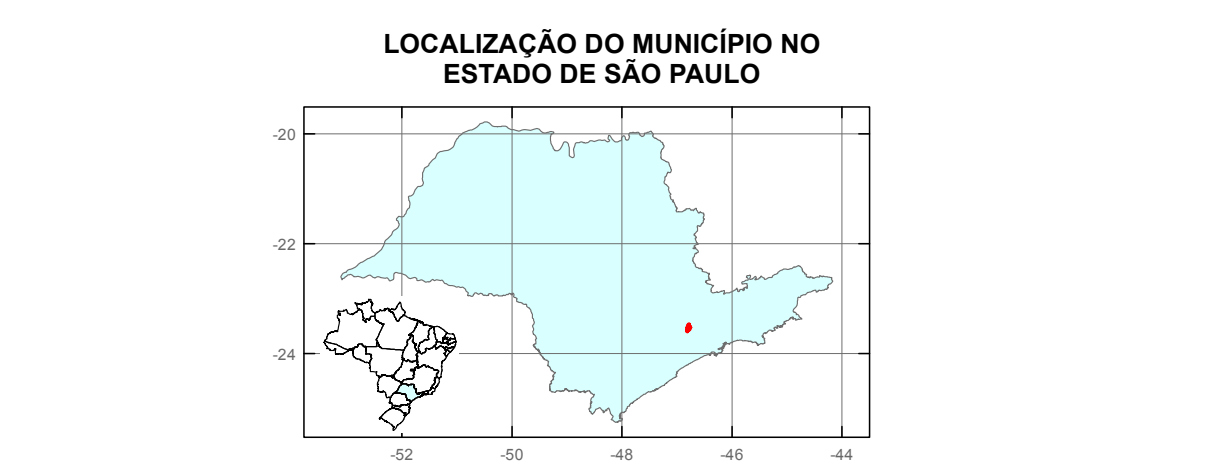 LOCALIZAÇÃO DO MUNICÍPIO NO
ESTADO DE SÃO PAULO
-20
-22
-24
-52 -50 -48 -46 -44